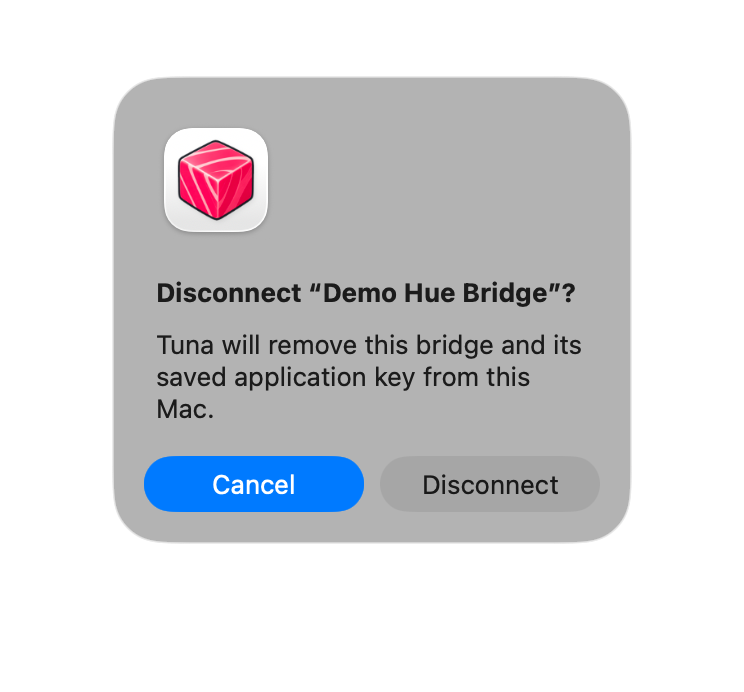 Disconnect “Demo Hue Bridge”?
Tuna will remove this bridge and its
saved application key from this
Mac.
Cancel
Disconnect